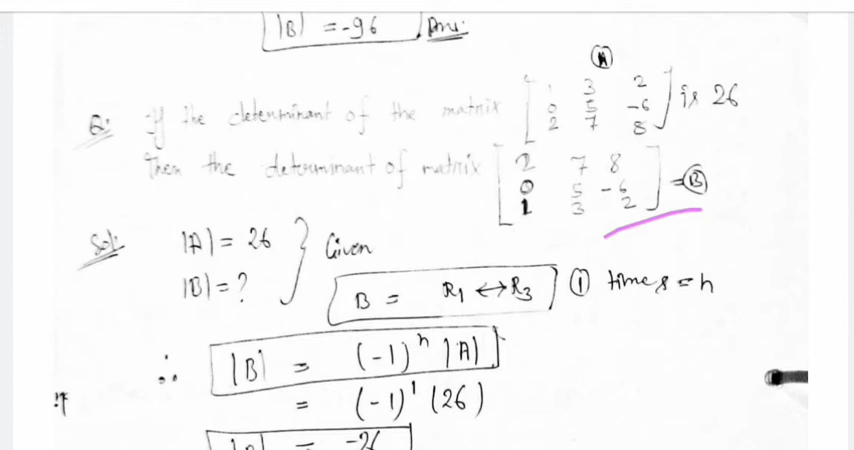 |B| = -96 Ans:
(A)
Q: If the determinant of the matrix [1 3 2
0 5 -6
2 7 8] is 26
Then the determinant of matrix [2 7 8
0 5 -6
1 3 2] = (B)
Sol: |A| = 26
|B| = ? } Given
B = R₁ ↔ R₃ (1) times = n
∴ |B| = (-1)ⁿ |A|
= (-1)¹ (26)
|B| = -26